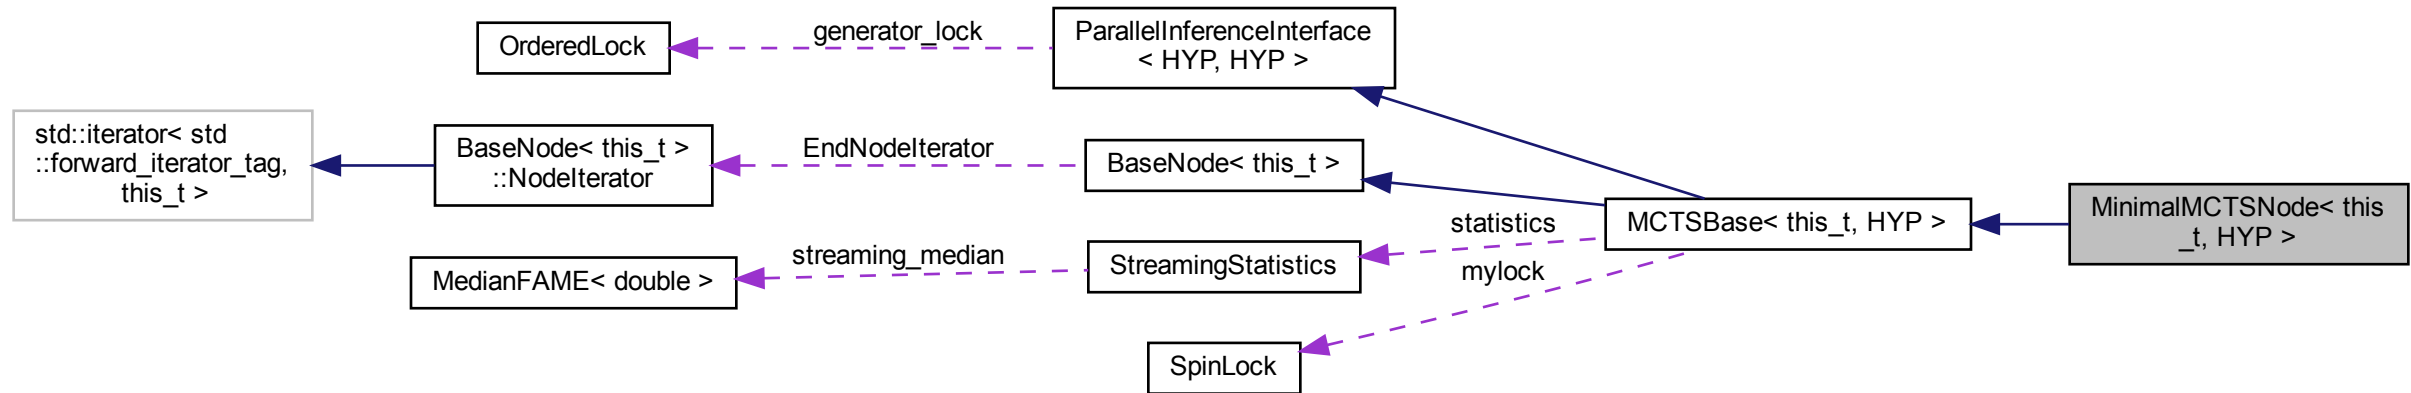 OrderedLock
generator_lock
ParallelInferenceInterface
< HYP, HYP >
std::iterator< std
::forward_iterator_tag,
this_t >
BaseNode< this_t >
::NodeIterator
EndNodeIterator
BaseNode< this_t >
MedianFAME< double >
streaming_median
StreamingStatistics
statistics
mylock
SpinLock
MCTSBase< this_t, HYP >
MinimalMCTSNode< this
_t, HYP >